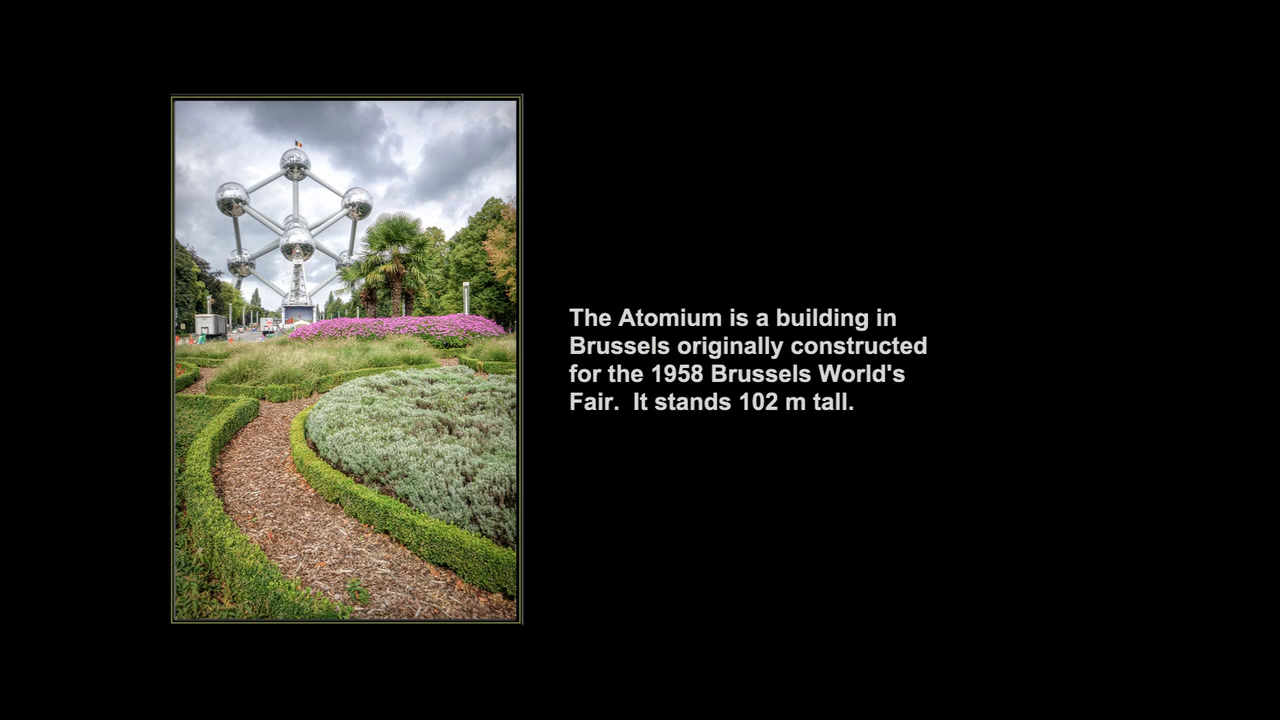 The Atomium is a building in
Brussels originally constructed
for the 1958 Brussels World's
Fair.  It stands 102 m tall.